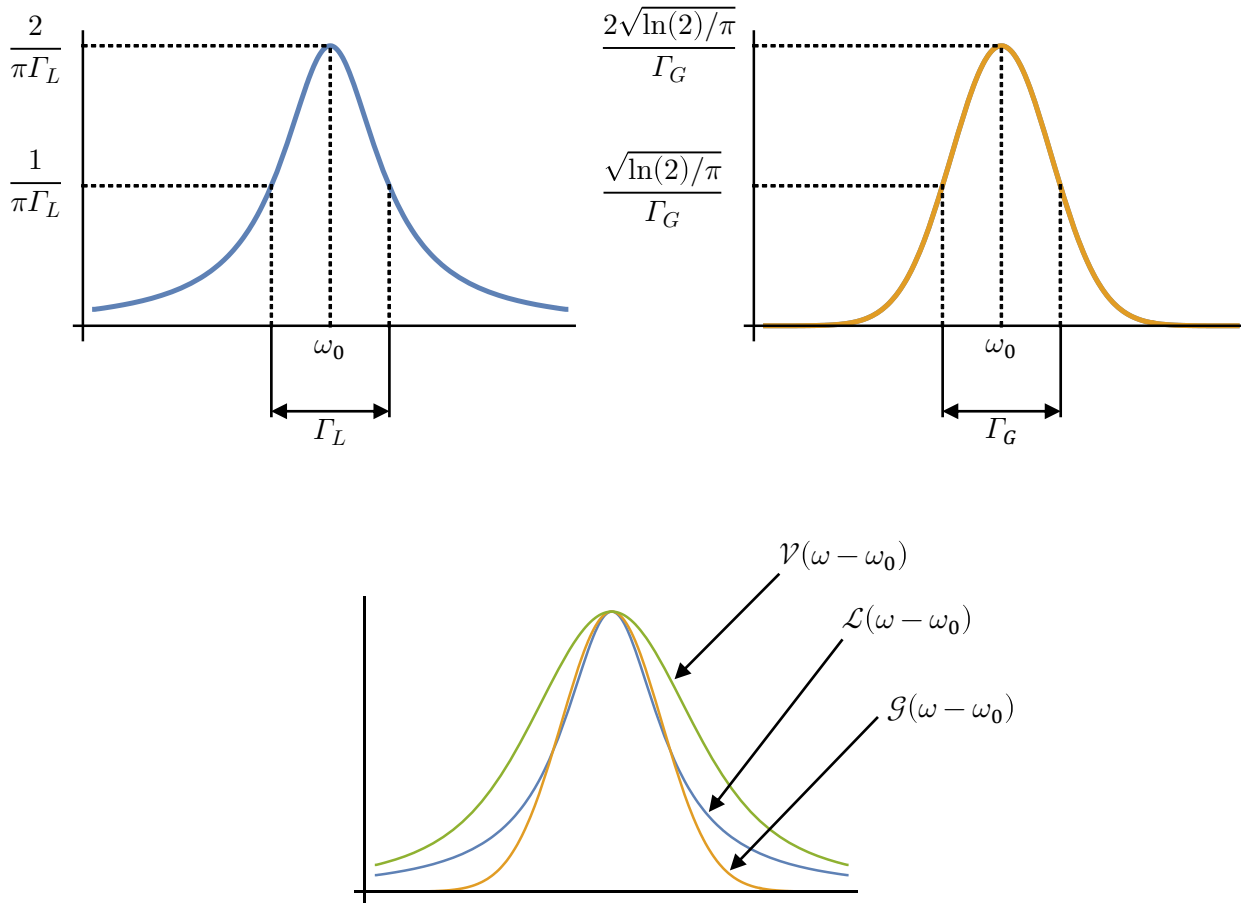 2/(πΓ_L)
1/(πΓ_L)
ω₀
Γ_L
2√(ln(2)/π)/Γ_G
√(ln(2)/π)/Γ_G
ω₀
Γ_G
𝒱(ω − ω₀)
ℒ(ω − ω₀)
𝒢(ω − ω₀)